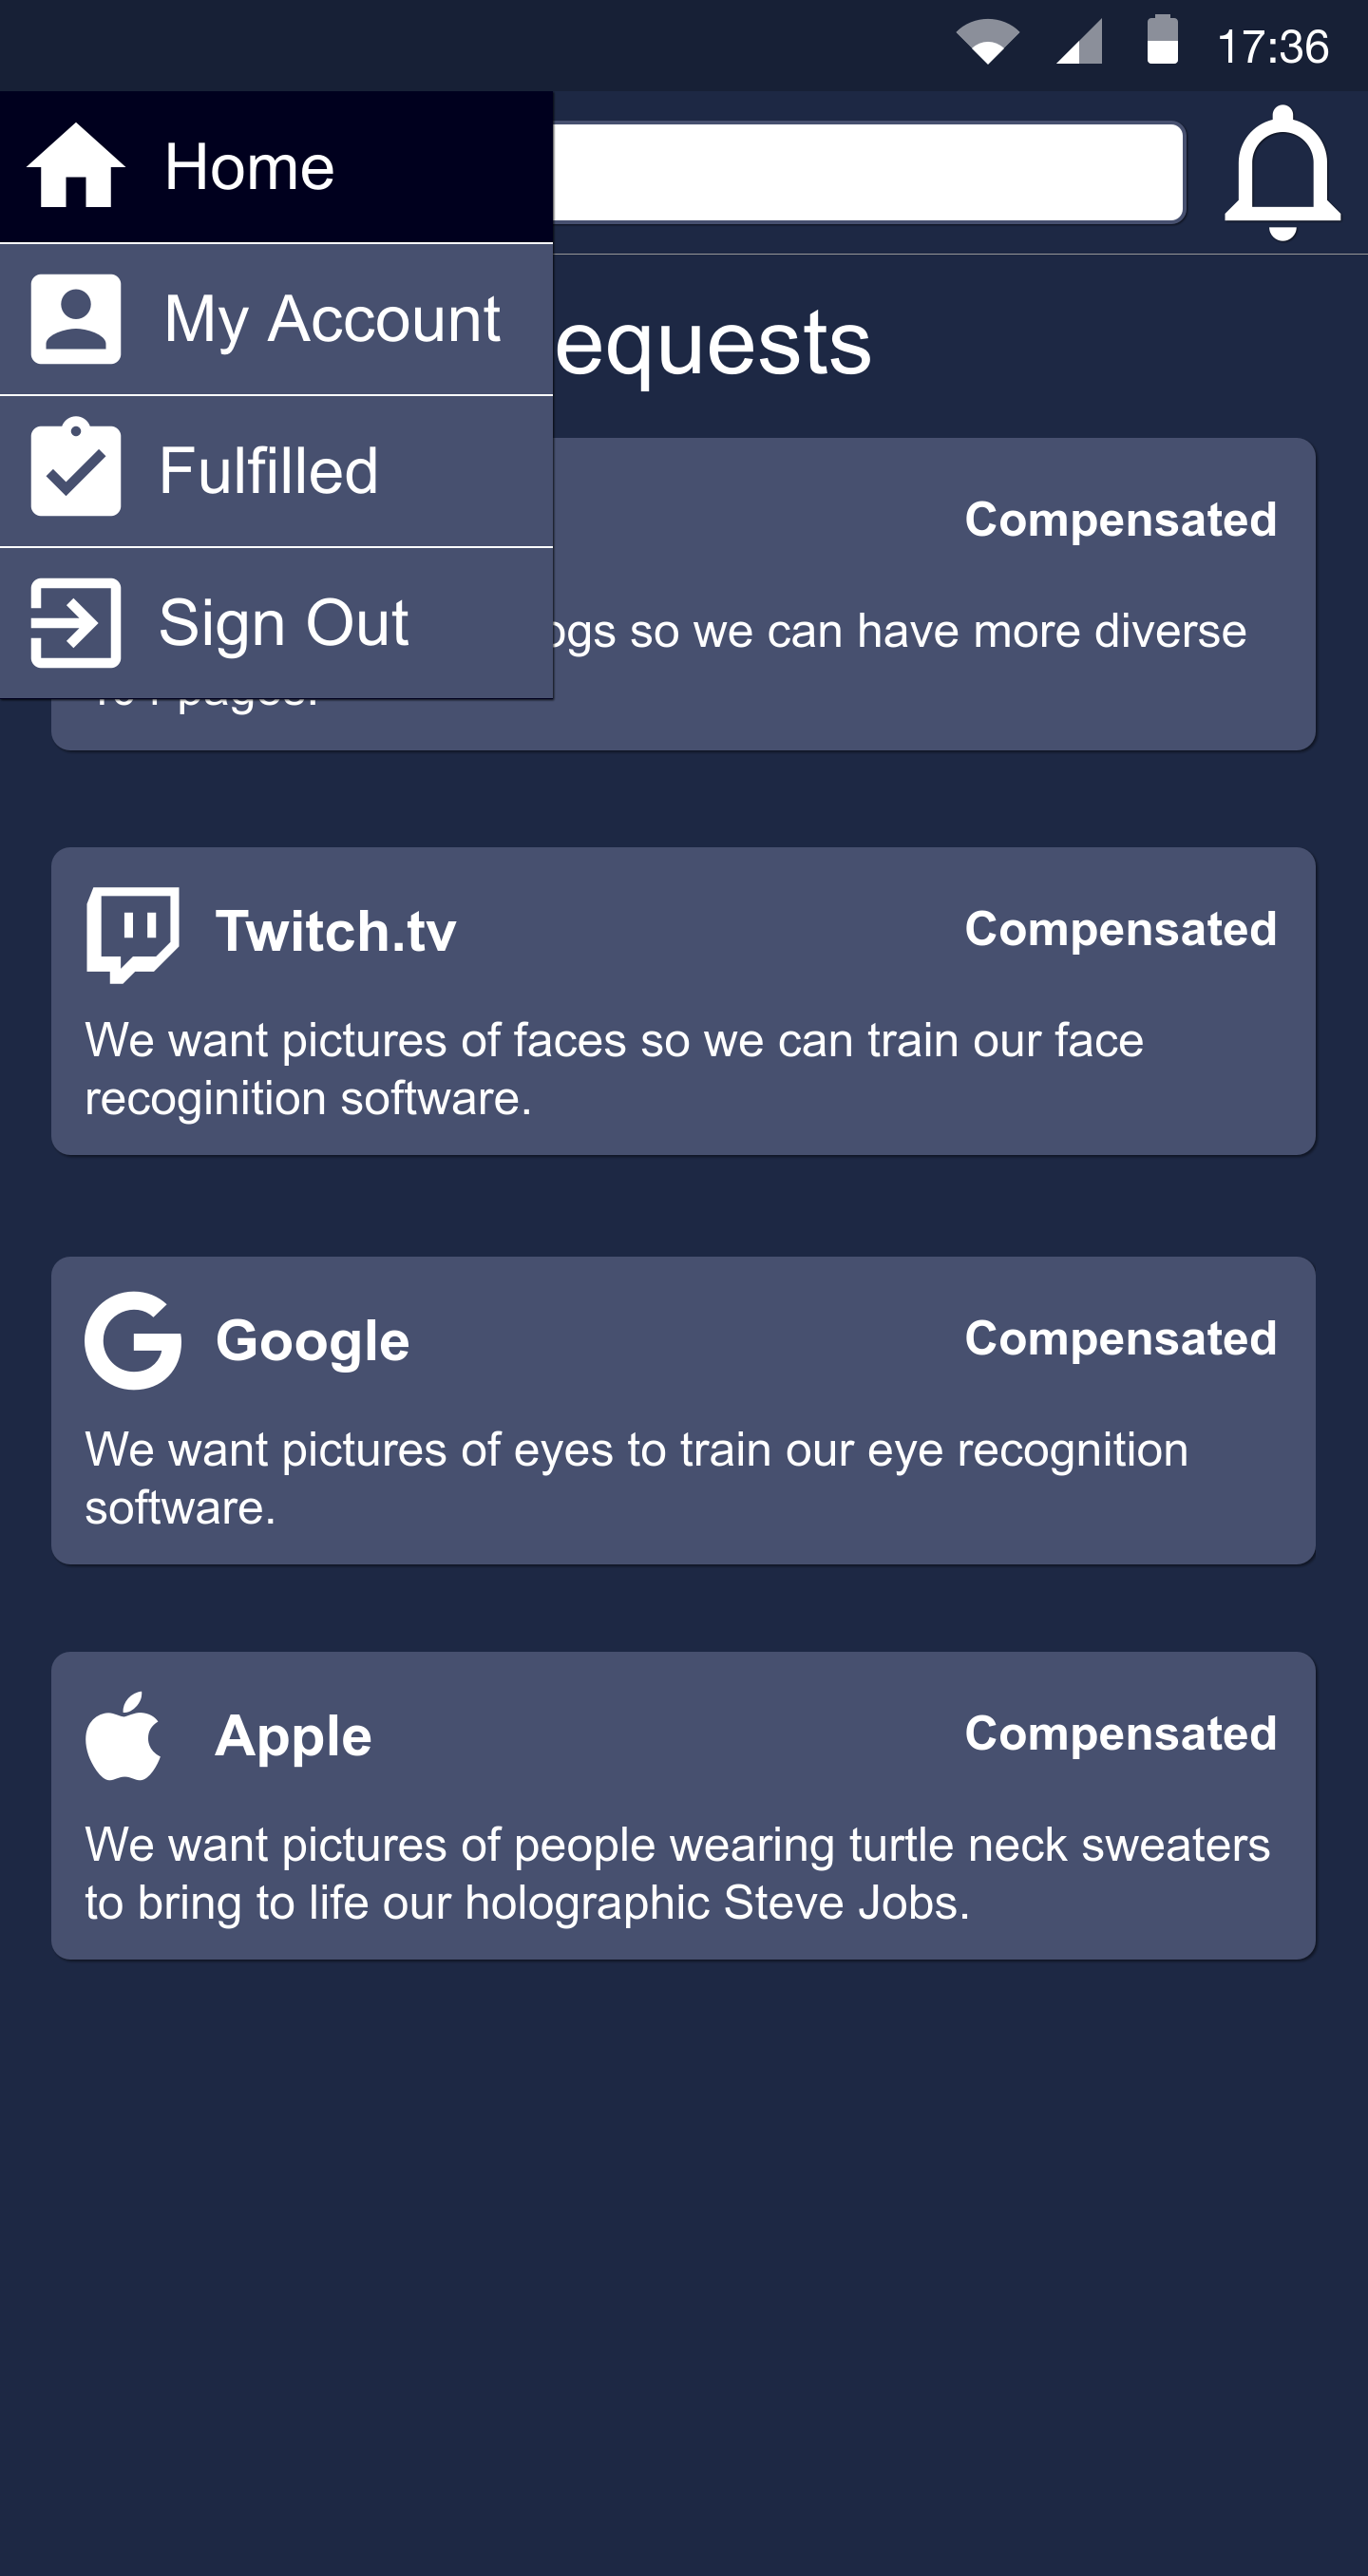 17:36
Home
My Account
equests
Fulfilled
Compensated
Sign Out
so we can have more diverse
pages.
Twitch.tv
Compensated
We want pictures of faces so we can train our face
recoginition software.
Google
Compensated
We want pictures of eyes to train our eye recognition
software.
Apple
Compensated
We want pictures of people wearing turtle neck sweaters
to bring to life our holographic Steve Jobs.